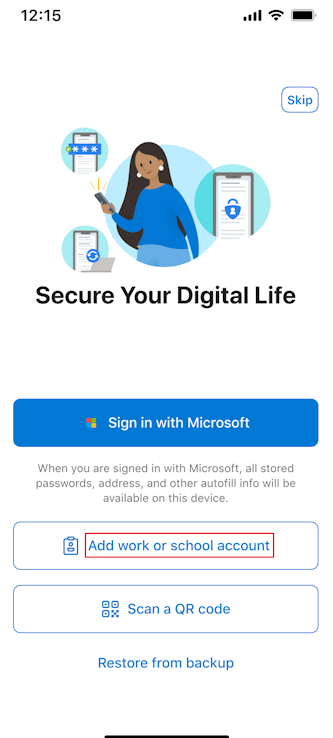 12:15
Skip
Secure Your Digital Life
Sign in with Microsoft
When you are signed in with Microsoft, all stored
passwords, address, and other autofill info will be
available on this device.
Add work or school account
Scan a QR code
Restore from backup